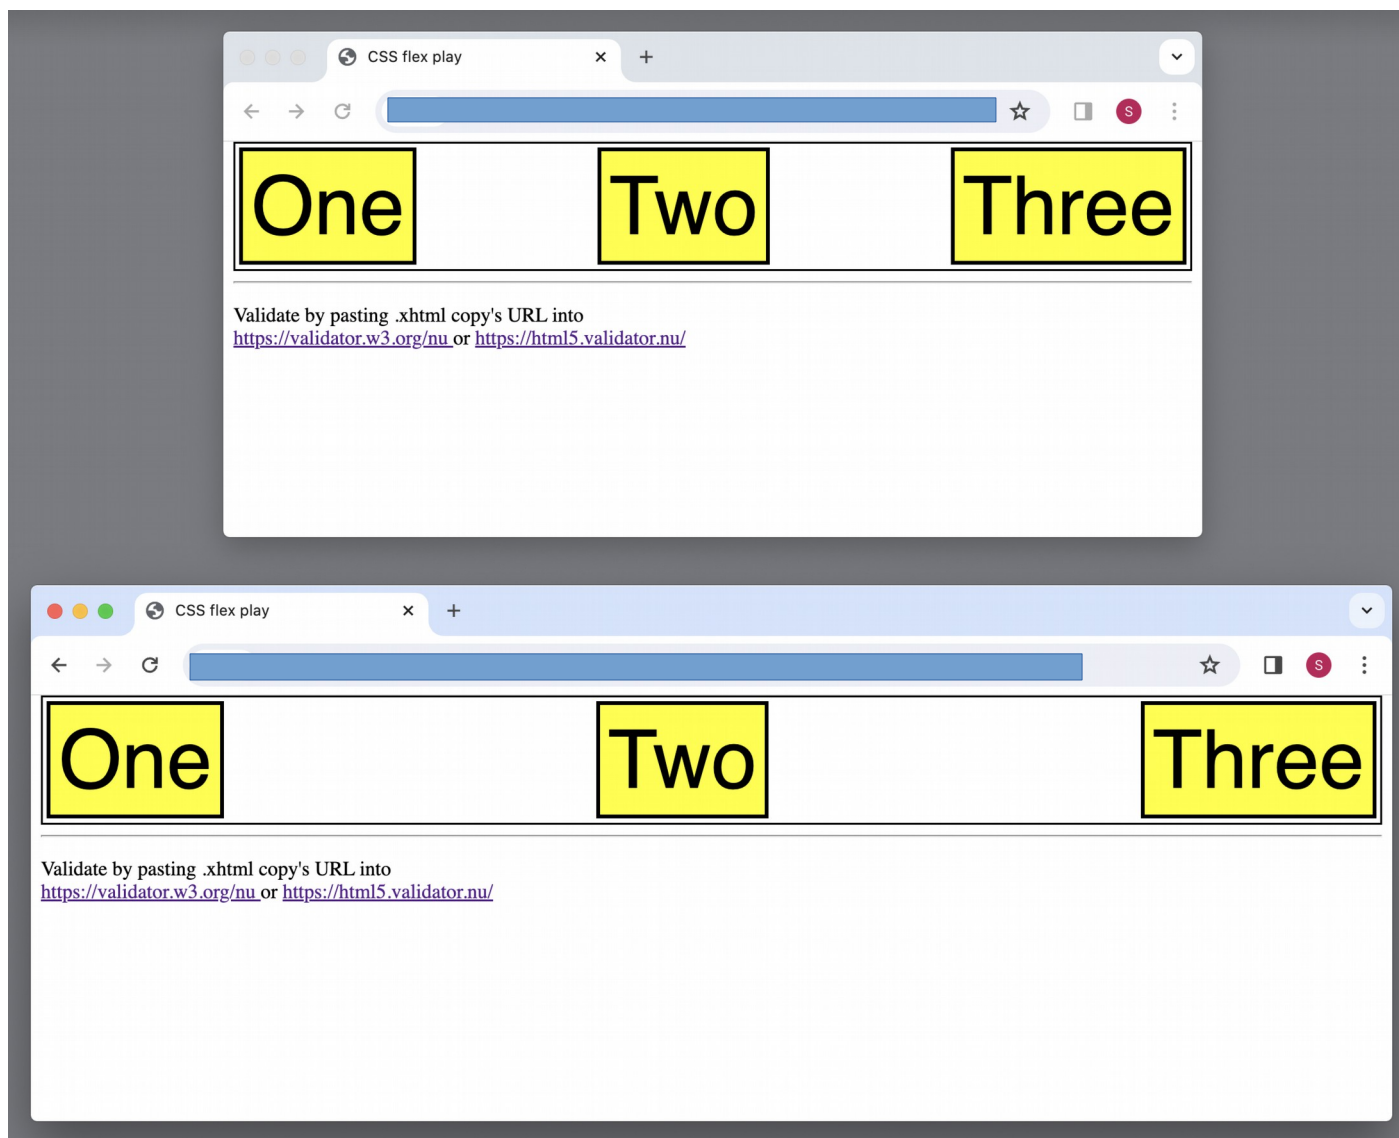 CSS flex play
S
One Two Three
Validate by pasting .xhtml copy's URL into
https://validator.w3.org/nu or https://html5.validator.nu/
CSS flex play
S
One Two Three
Validate by pasting .xhtml copy's URL into
https://validator.w3.org/nu or https://html5.validator.nu/